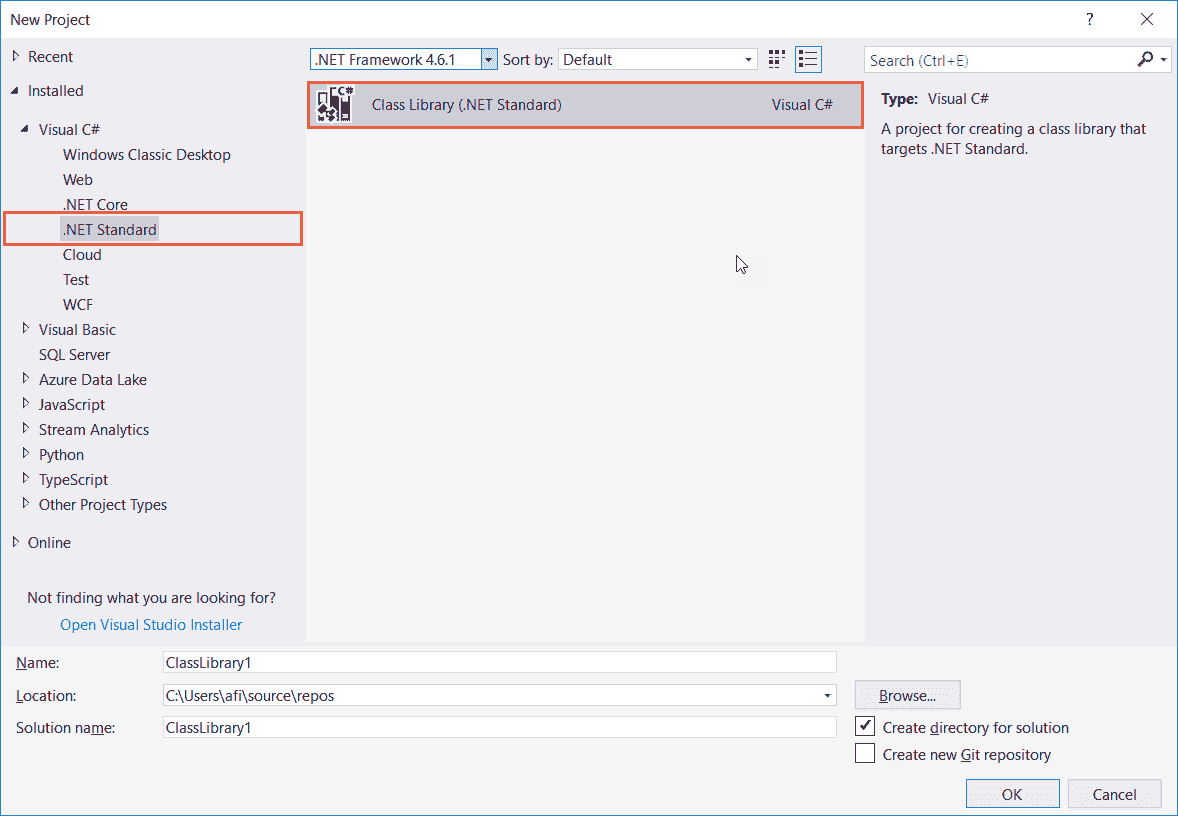 New Project
?
Recent
Installed
Visual C#
Windows Classic Desktop
Web
.NET Core
.NET Standard
Cloud
Test
WCF
Visual Basic
SQL Server
Azure Data Lake
JavaScript
Stream Analytics
Python
TypeScript
Other Project Types
Online
Not finding what you are looking for?
Open Visual Studio Installer
.NET Framework 4.6.1
Sort by: Default
C#
Class Library (.NET Standard) Visual C#
Search (Ctrl+E)
Type: Visual C#
A project for creating a class library that
targets .NET Standard.
Name: ClassLibrary1
Location: C:\Users\afi\source\repos
Browse...
Solution name: ClassLibrary1
Create directory for solution
Create new Git repository
OK
Cancel